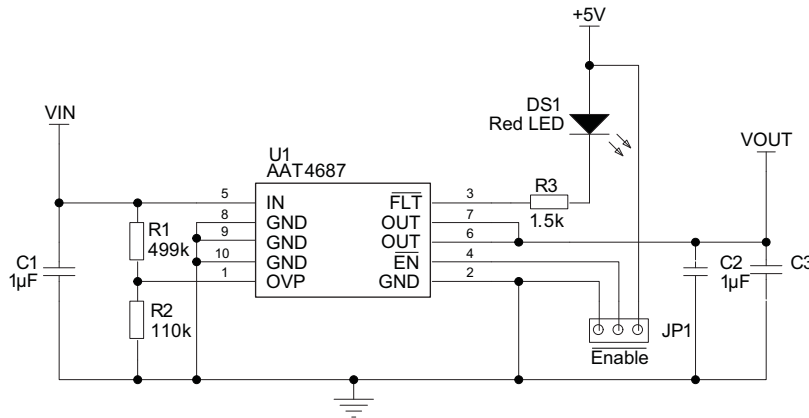 +5V
DS1
Red LED
VIN
VOUT
U1
AAT4687
R3
1.5k
5
IN
FLT
3
8
GND
OUT
7
9
GND
OUT
6
10
GND
EN
4
1
OVP
GND
2
R1
499k
C1
1µF
R2
110k
C2
1µF
C3
JP1
Enable